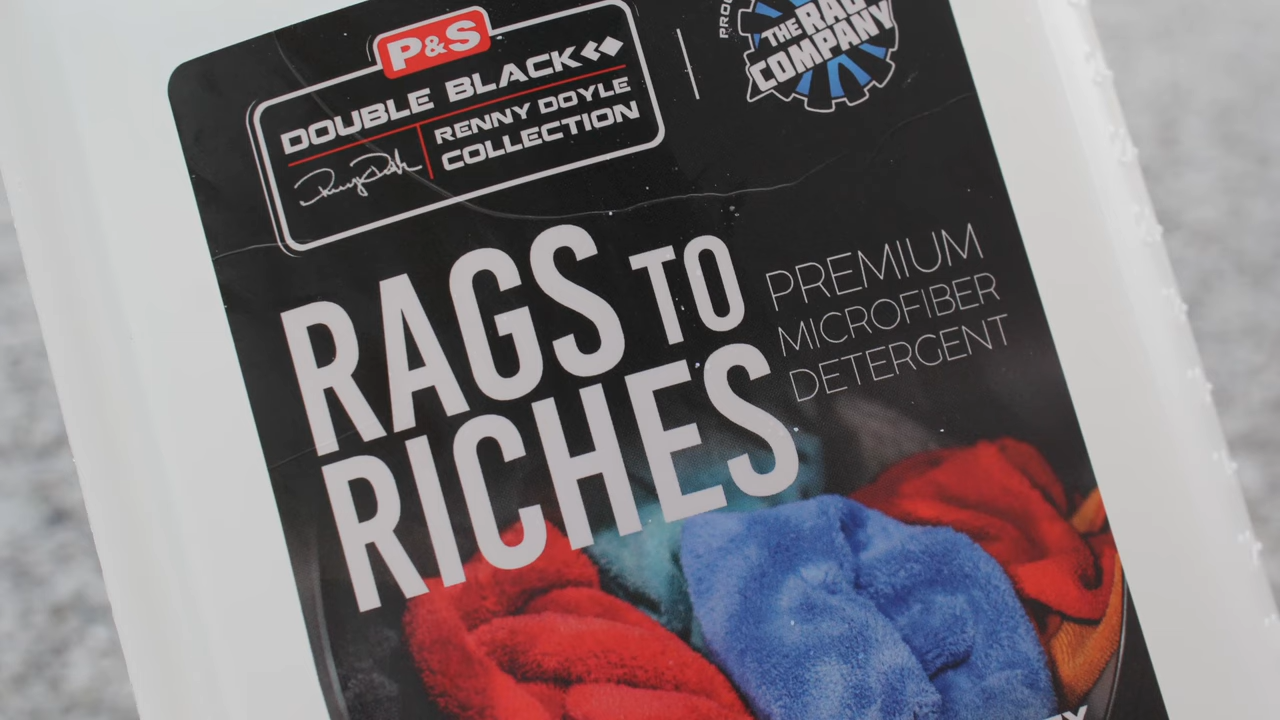 P&S
DOUBLE BLACK
RENNY DOYLE
COLLECTION
THE RAG
COMPANY
RAGS TO
RICHES
PREMIUM
MICROFIBER
DETERGENT